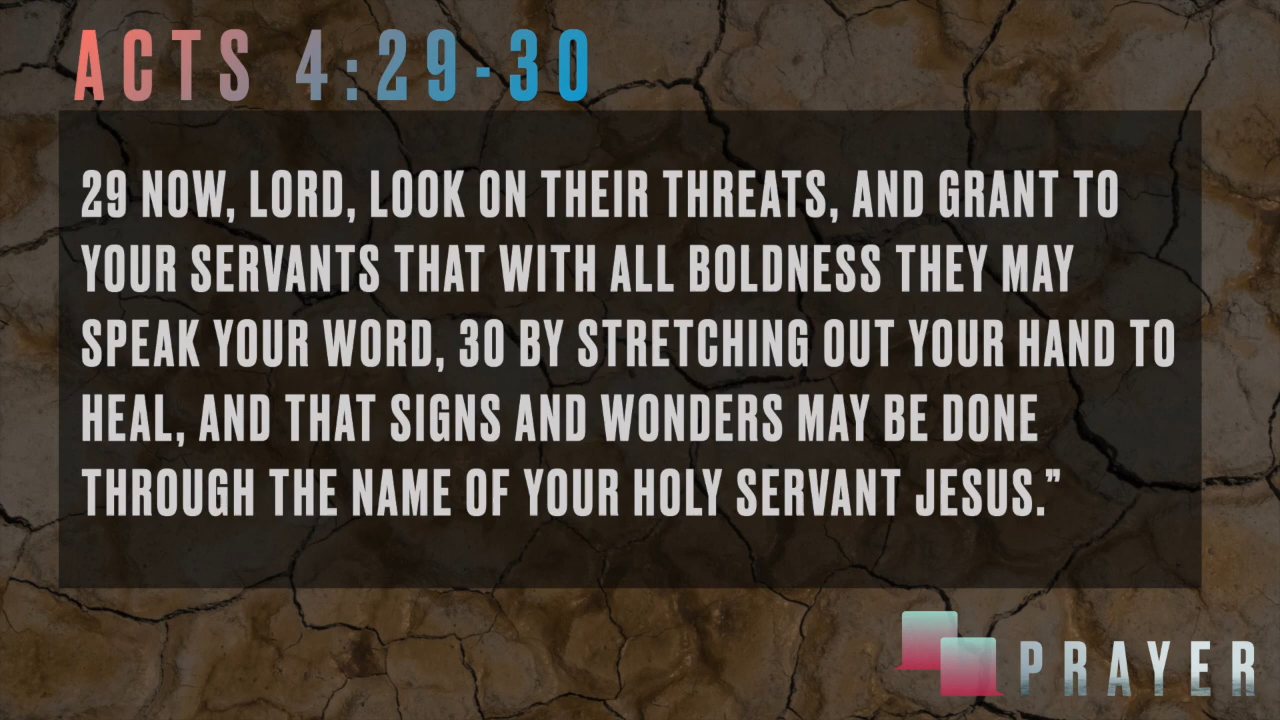 ACTS 4:29-30
29 NOW, LORD, LOOK ON THEIR THREATS, AND GRANT TO
YOUR SERVANTS THAT WITH ALL BOLDNESS THEY MAY
SPEAK YOUR WORD, 30 BY STRETCHING OUT YOUR HAND TO
HEAL, AND THAT SIGNS AND WONDERS MAY BE DONE
THROUGH THE NAME OF YOUR HOLY SERVANT JESUS.”
PRAYER